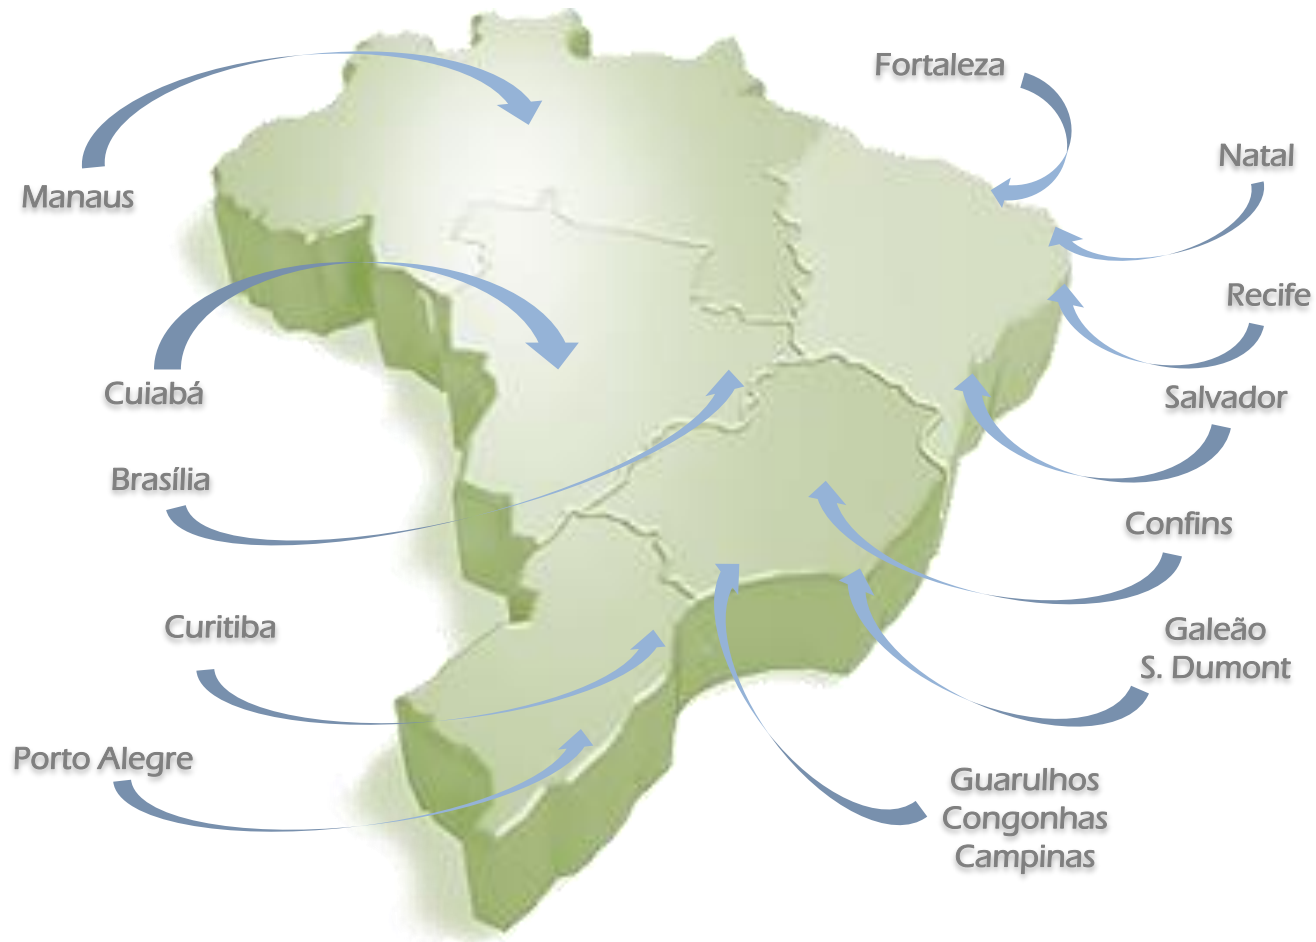 Fortaleza
Natal
Manaus
Recife
Cuiabá
Salvador
Brasília
Confins
Curitiba
Galeão
S. Dumont
Porto Alegre
Guarulhos
Congonhas
Campinas